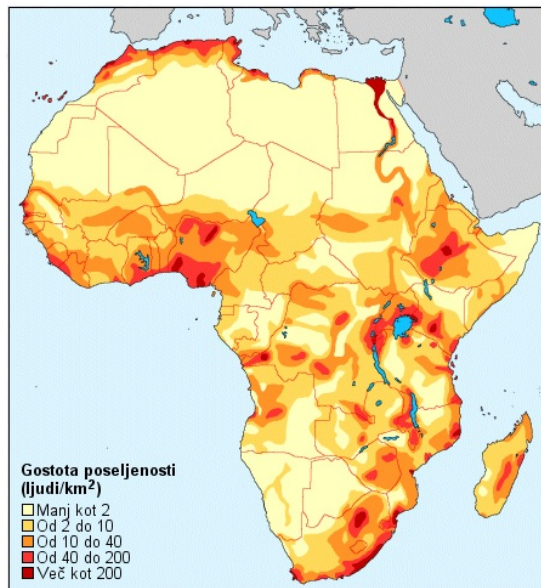 Gostota poseljenosti
(ljudi/km²)
Manj kot 2
Od 2 do 10
Od 10 do 40
Od 40 do 200
Več kot 200